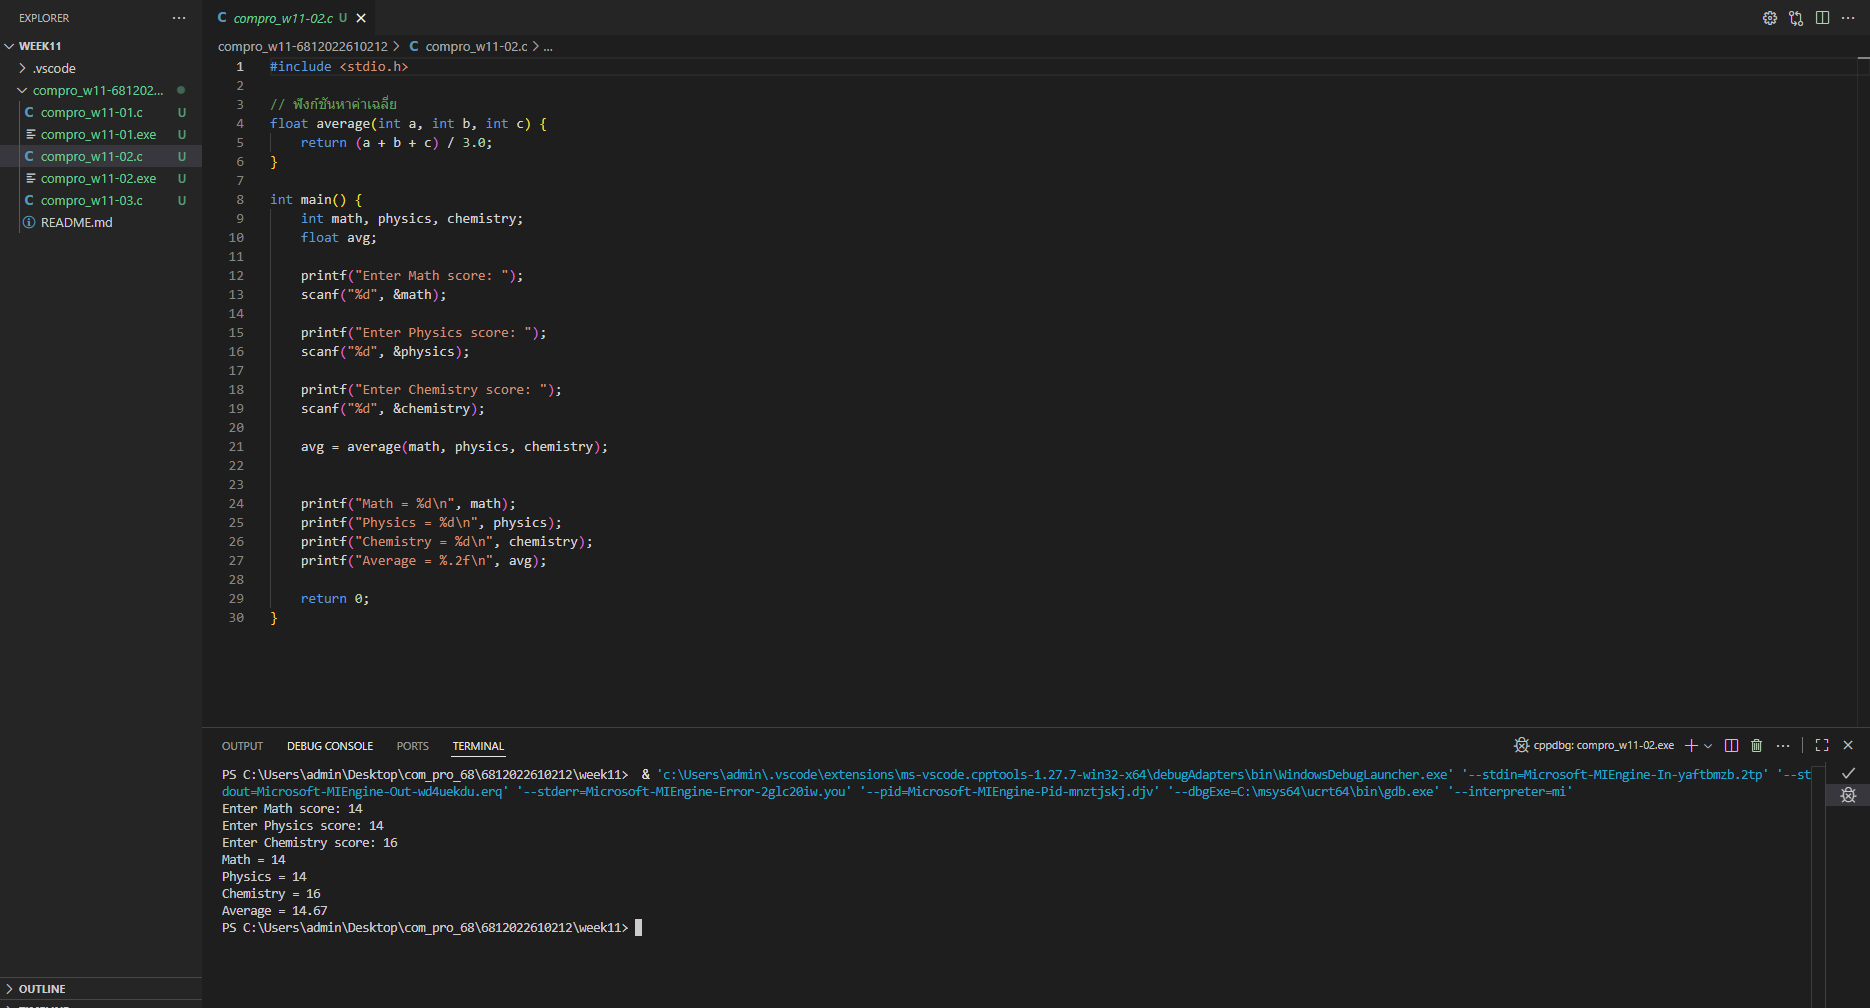 EXPLORER
WEEK11
.vscode
compro_w11-681202...
compro_w11-01.c U
compro_w11-01.exe U
compro_w11-02.c U
compro_w11-02.exe U
compro_w11-03.c U
README.md
OUTLINE
compro_w11-02.c U
compro_w11-6812022610212 > compro_w11-02.c > ...
1 #include <stdio.h>
2
3 // ฟังก์ชันหาค่าเฉลี่ย
4 float average(int a, int b, int c) {
5 return (a + b + c) / 3.0;
6 }
7
8 int main() {
9 int math, physics, chemistry;
10 float avg;
11
12 printf("Enter Math score: ");
13 scanf("%d", &math);
14
15 printf("Enter Physics score: ");
16 scanf("%d", &physics);
17
18 printf("Enter Chemistry score: ");
19 scanf("%d", &chemistry);
20
21 avg = average(math, physics, chemistry);
22
23
24 printf("Math = %d\n", math);
25 printf("Physics = %d\n", physics);
26 printf("Chemistry = %d\n", chemistry);
27 printf("Average = %.2f\n", avg);
28
29 return 0;
30 }
OUTPUT DEBUG CONSOLE PORTS TERMINAL
cppdbg: compro_w11-02.exe
PS C:\Users\admin\Desktop\com_pro_68\6812022610212\week11> & 'c:\Users\admin\.vscode\extensions\ms-vscode.cpptools-1.27.7-win32-x64\debugAdapters\bin\WindowsDebugLauncher.exe' '--stdin=Microsoft-MIEngine-In-yaftbmzb.2tp' '--st
dout=Microsoft-MIEngine-Out-wd4uekdu.erq' '--stderr=Microsoft-MIEngine-Error-2glc20iw.you' '--pid=Microsoft-MIEngine-Pid-mnztjskj.djv' '--dbgExe=C:\msys64\ucrt64\bin\gdb.exe' '--interpreter=mi'
Enter Math score: 14
Enter Physics score: 14
Enter Chemistry score: 16
Math = 14
Physics = 14
Chemistry = 16
Average = 14.67
PS C:\Users\admin\Desktop\com_pro_68\6812022610212\week11>